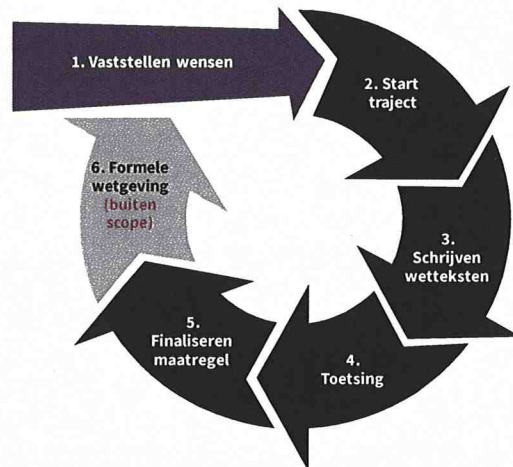 1. Vaststellen wensen
2. Start
traject
3.
Schrijven
wetteksten
4.
Toetsing
5.
Finaliseren
maatregel
6. Formele
wetgeving
(buiten
scope)